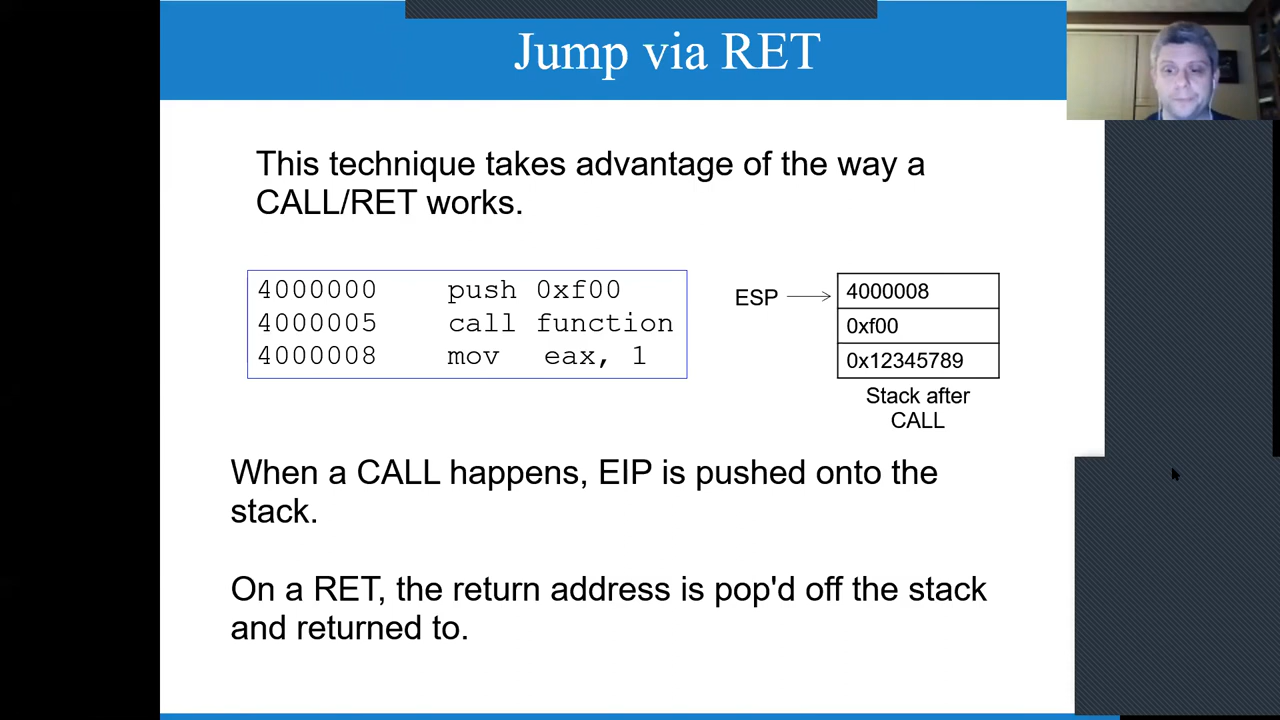 Jump via RET
This technique takes advantage of the way a
CALL/RET works.
4000000 push 0xf00
4000005 call function
4000008 mov eax, 1
ESP
4000008
0xf00
0x12345789
Stack after
CALL
When a CALL happens, EIP is pushed onto the
stack.
On a RET, the return address is pop'd off the stack
and returned to.